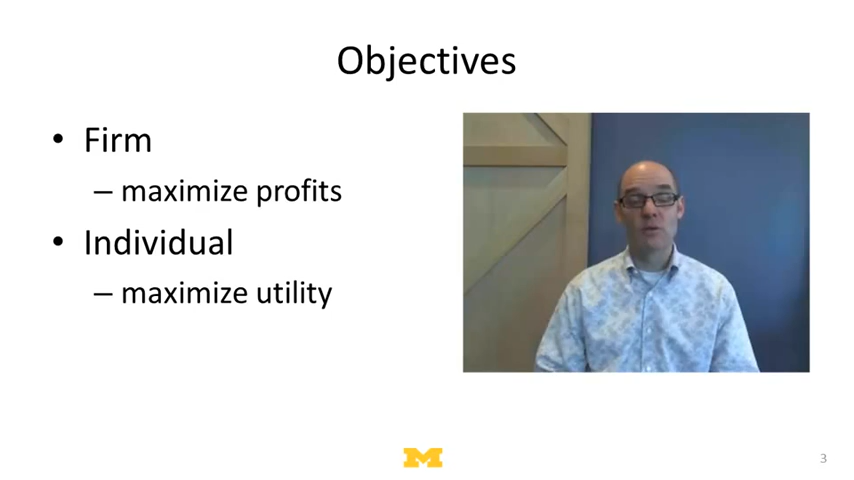 Objectives
• Firm
– maximize profits
• Individual
– maximize utility
M
3